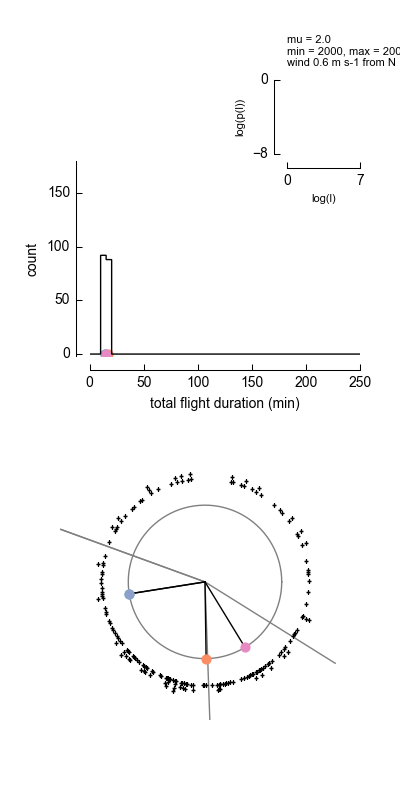 mu = 2.0
min = 2000, max = 200
wind 0.6 m s-1 from N
0
log(p(l))
−8
0
7
log(l)
150
100
50
0
count
0
50
100
150
200
250
total flight duration (min)